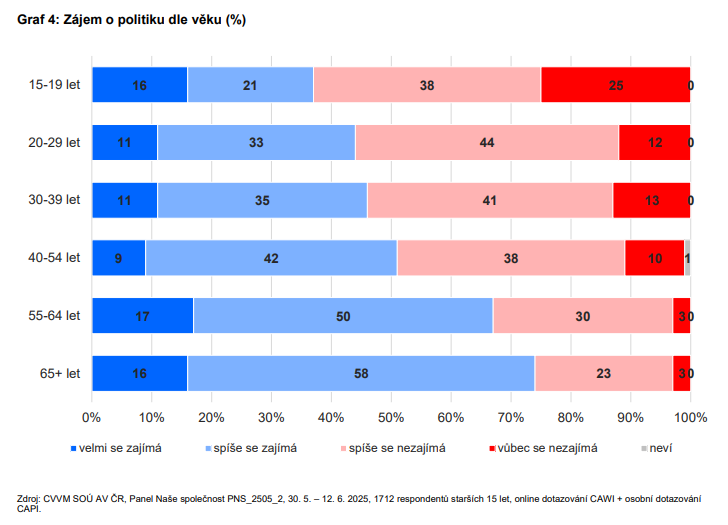 Graf 4: Zájem o politiku dle věku (%)
15-19 let 16 21 38 25 0
20-29 let 11 33 44 12 0
30-39 let 11 35 41 13 0
40-54 let 9 42 38 10 1
55-64 let 17 50 30 3 0
65+ let 16 58 23 3 0
0% 10% 20% 30% 40% 50% 60% 70% 80% 90% 100%
velmi se zajímá spíše se zajímá spíše se nezajímá vůbec se nezajímá neví
Zdroj: CVVM SOÚ AV ČR, Panel Naše společnost PNS_2505_2, 30. 5. – 12. 6. 2025, 1712 respondentů starších 15 let, online dotazování CAWI + osobní dotazování
CAPI.